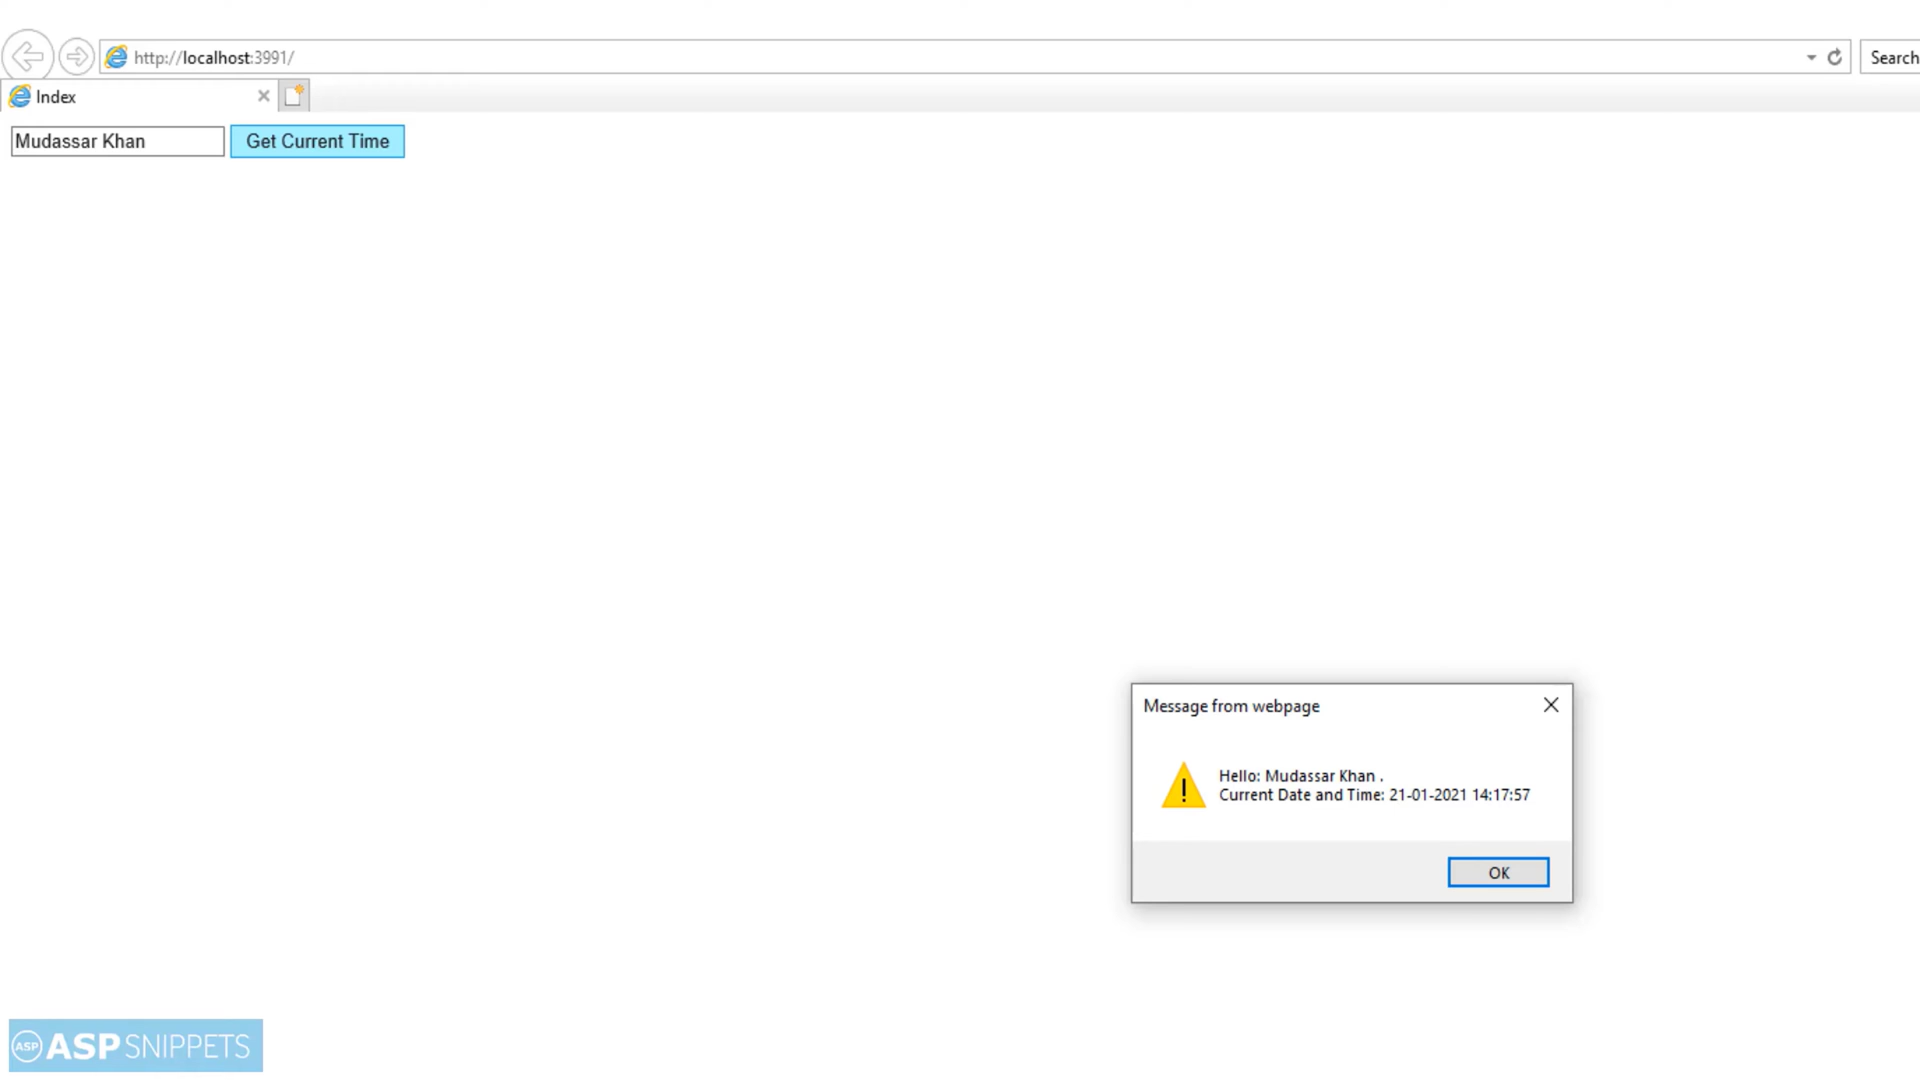 http://localhost:3991/
Search
Index
Mudassar Khan
Get Current Time
Message from webpage
Hello: Mudassar Khan .
Current Date and Time: 21-01-2021 14:17:57
OK
ASP ASPSNIPPETS